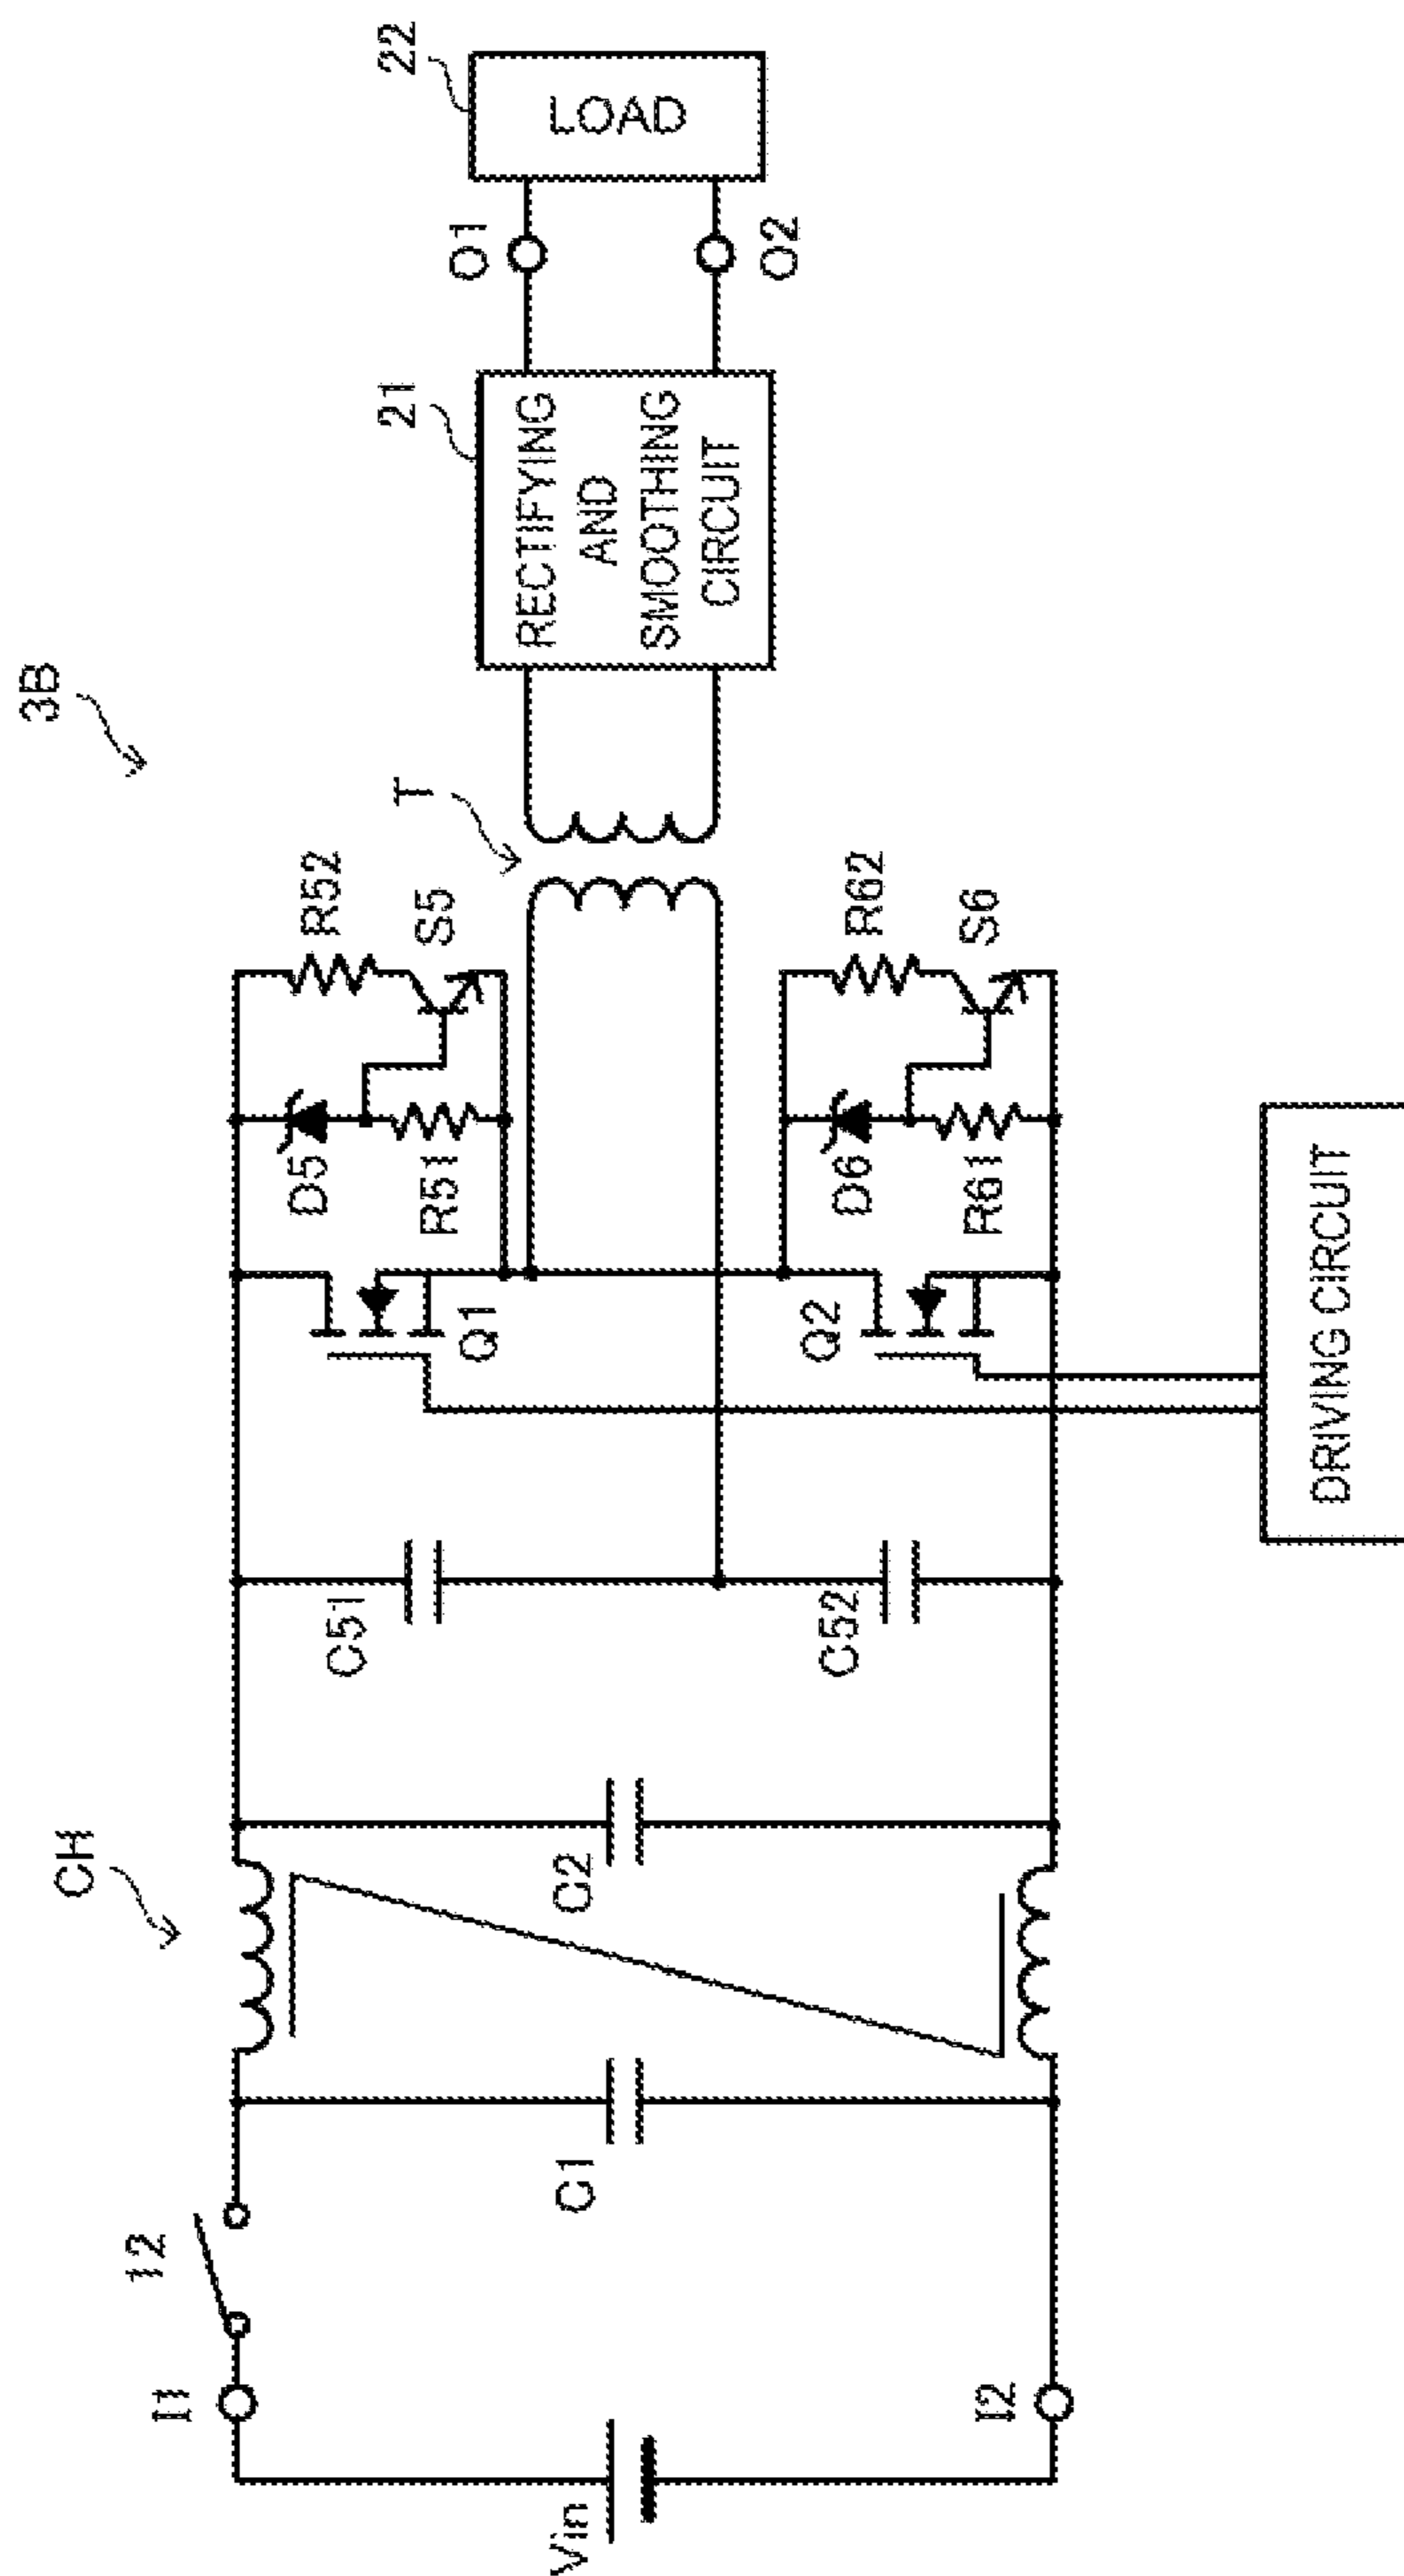 3B
CH
I1
12
Vin
I2
C1
C2
C51
C52
Q1
Q2
D5
R51
R52
S5
D6
R61
R62
S6
T
21
RECTIFYING
AND
SMOOTHING
CIRCUIT
O1
O2
22
LOAD
DRIVING CIRCUIT